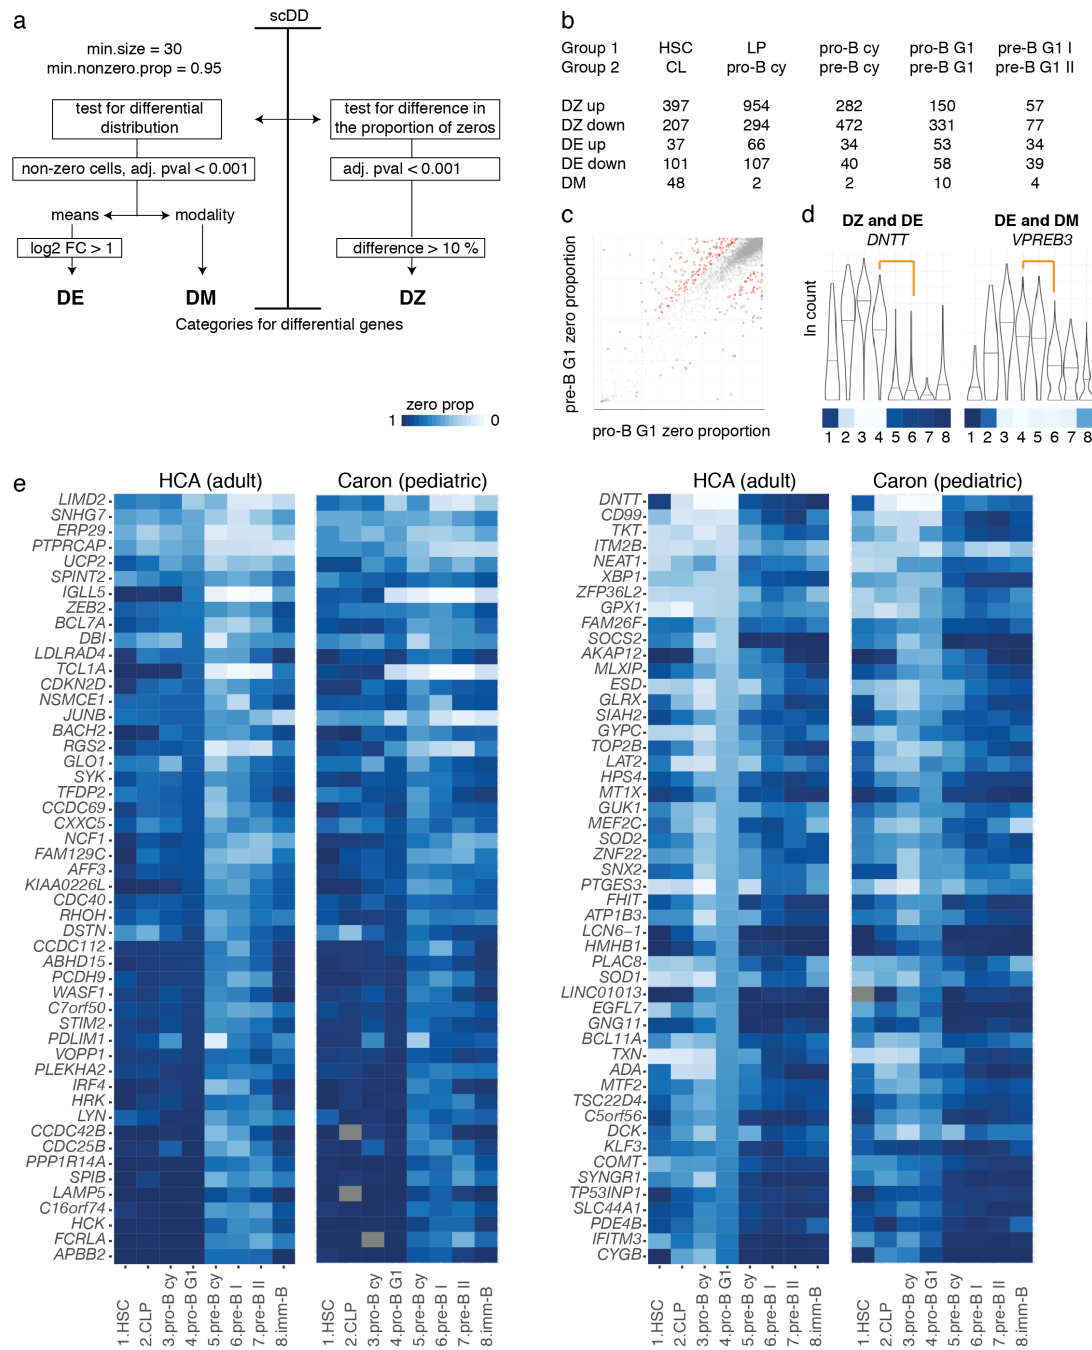 a
scDD
min.size = 30
min.nonzero.prop = 0.95
test for differential
distribution
test for difference in
the proportion of zeros
non-zero cells, adj. pval < 0.001
adj. pval < 0.001
means
modality
log2 FC > 1
difference > 10 %
DE
DM
DZ
Categories for differential genes
b
Group 1 HSC LP pro-B cy pro-B G1 pre-B G1 I
Group 2 CL pro-B cy pre-B cy pre-B G1 pre-B G1 II
DZ up 397 954 282 150 57
DZ down 207 294 472 331 77
DE up 37 66 34 53 34
DE down 101 107 40 58 39
DM 48 2 2 10 4
c
pre-B G1 zero proportion
pro-B G1 zero proportion
d
DZ and DE
DNTT
DE and DM
VPREB3
ln count
1 2 3 4 5 6 7 8
1 2 3 4 5 6 7 8
zero prop
1 0
e
HCA (adult)
Caron (pediatric)
LIMD2
SNHG7
ERP29
PTPRCAP
UCP2
SPINT2
IGLL5
ZEB2
BCL7A
DBI
LDLRAD4
TCL1A
CDKN2D
NSMCE1
JUNB
BACH2
RGS2
GLO1
SYK
TFDP2
CCDC69
CXXC5
NCF1
FAM129C
AFF3
KIAA0226L
CDC40
RHOH
DSTN
CCDC112
ABHD15
PCDH9
WASF1
C7orf50
STIM2
PDLIM1
VOPP1
PLEKHA2
IRF4
HRK
LYN
CCDC42B
CDC25B
PPP1R14A
SPIB
LAMP5
C16orf74
HCK
FCRLA
APBB2
1.HSC
2.CLP
3.pro-B cy
4.pro-B G1
5.pre-B cy
6.pre-B I
7.pre-B II
8.imm-B
1.HSC
2.CLP
3.pro-B cy
4.pro-B G1
5.pre-B cy
6.pre-B I
7.pre-B II
8.imm-B
HCA (adult)
Caron (pediatric)
DNTT
CD99
TKT
ITM2B
NEAT1
XBP1
ZFP36L2
GPX1
FAM26F
SOCS2
AKAP12
MLXIP
ESD
GLRX
SIAH2
GYPC
TOP2B
LAT2
HPS4
MT1X
GUK1
MEF2C
SOD2
ZNF22
SNX2
PTGES3
FHIT
ATP1B3
LCN6−1
HMHB1
PLAC8
SOD1
LINC01013
EGFL7
GNG11
BCL11A
TXN
ADA
MTF2
TSC22D4
C5orf56
DCK
KLF3
COMT
SYNGR1
TP53INP1
SLC44A1
PDE4B
IFITM3
CYGB
1.HSC
2.CLP
3.pro-B cy
4.pro-B G1
5.pre-B cy
6.pre-B I
7.pre-B II
8.imm-B
1.HSC
2.CLP
3.pro-B cy
4.pro-B G1
5.pre-B cy
6.pre-B I
7.pre-B II
8.imm-B